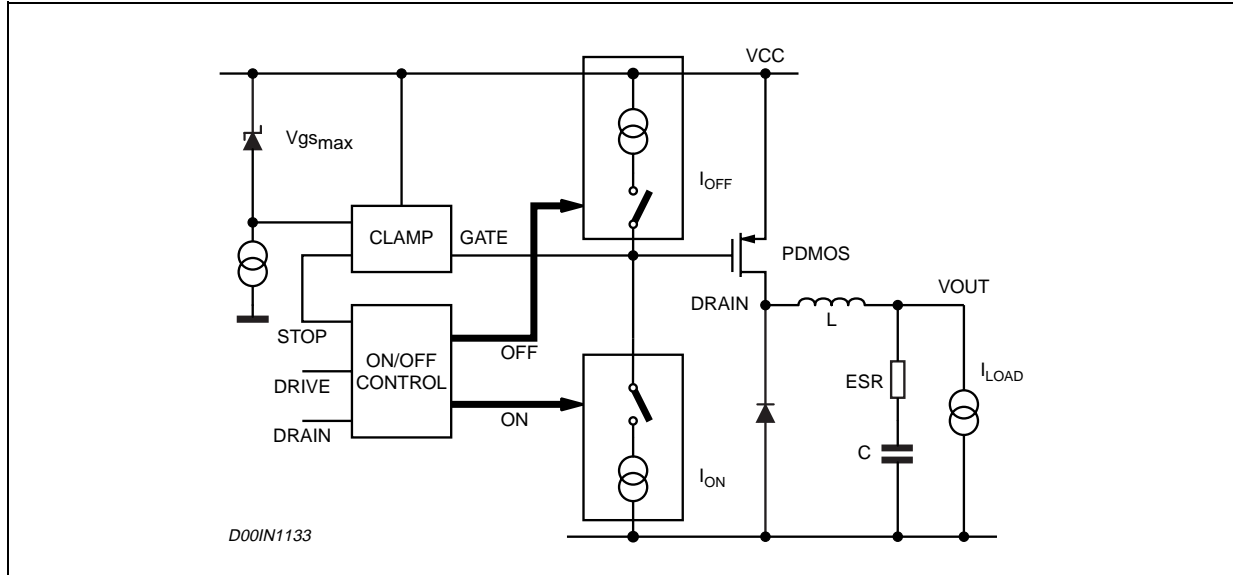 VCC
Vgsmax
IOFF
CLAMP
GATE
PDMOS
DRAIN
VOUT
L
STOP
OFF
ON/OFF
CONTROL
DRIVE
ESR
ILOAD
ON
DRAIN
C
ION
D00IN1133